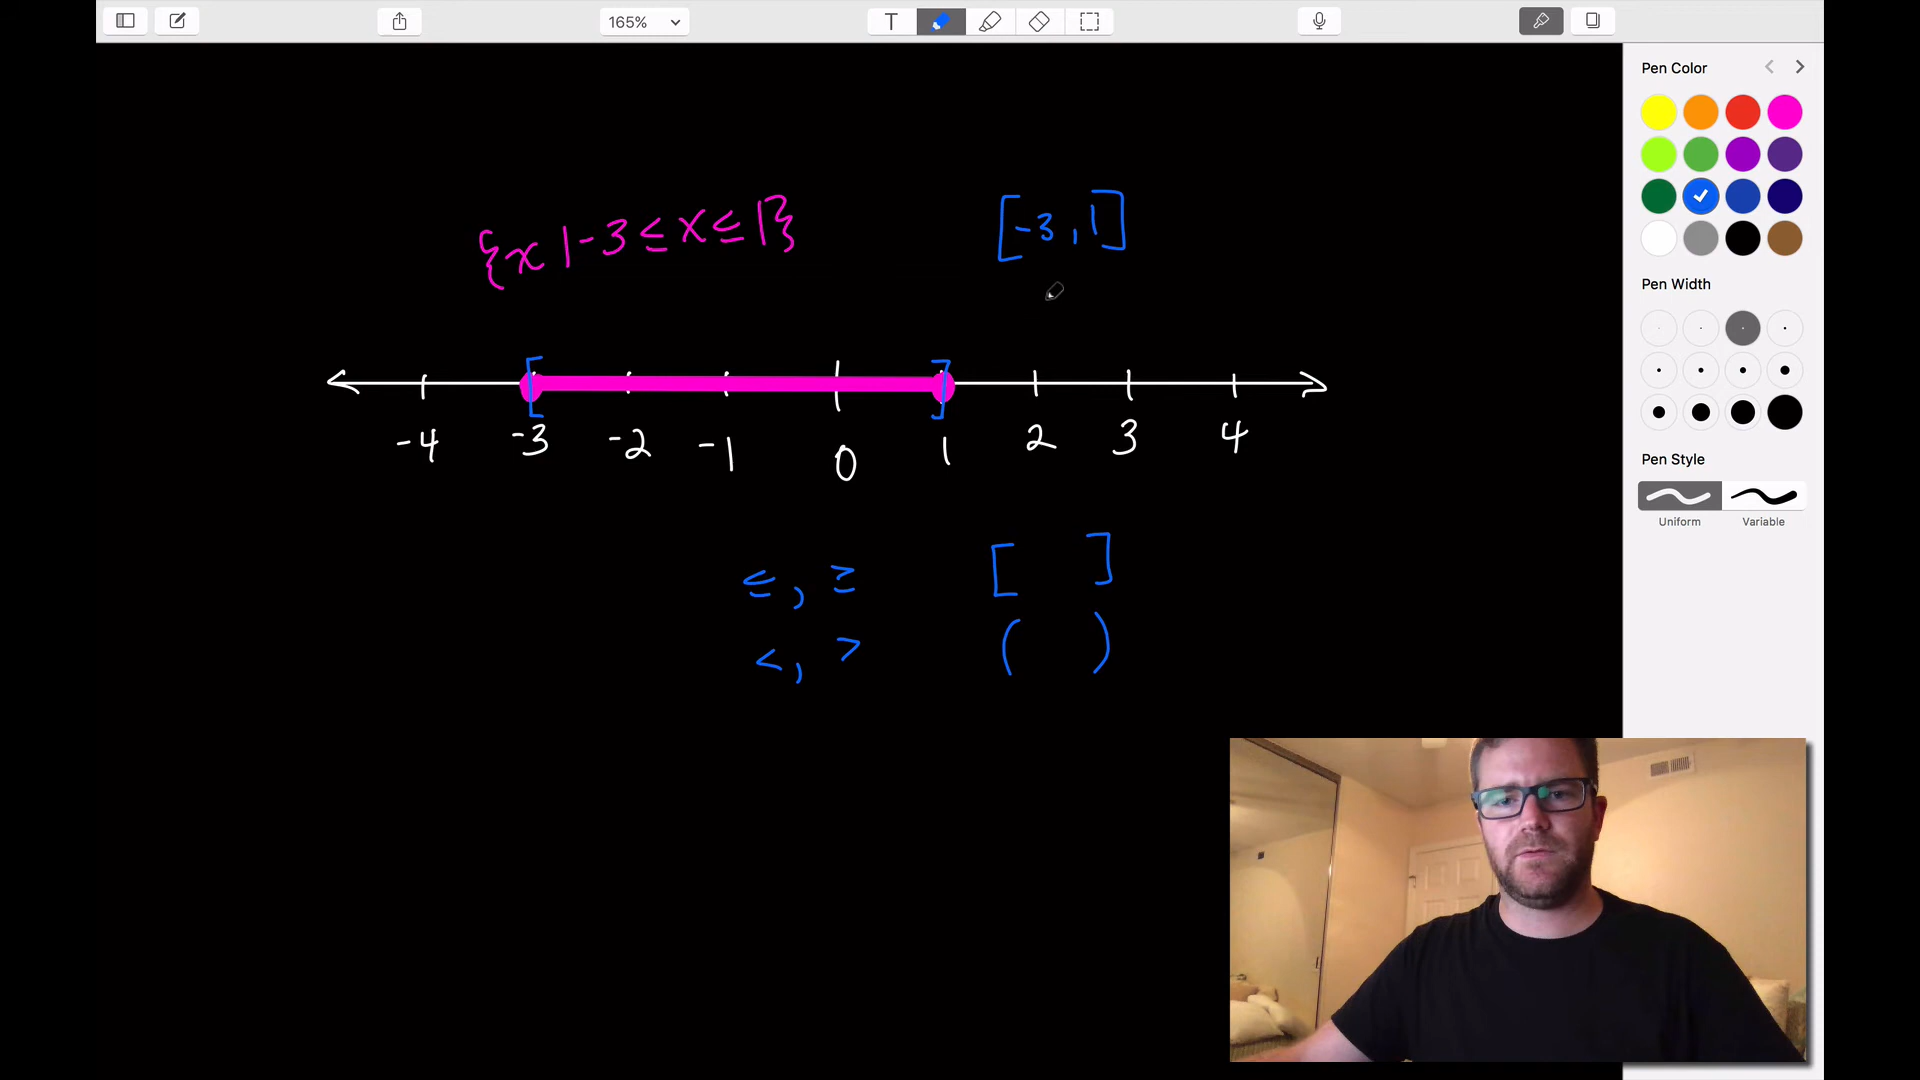 165%
T
Pen Color
{x | -3 ≤ x ≤ 1}
[-3, 1]
Pen Width
[ ]
-4 -3 -2 -1 0 1 2 3 4
Pen Style
Uniform Variable
≤, ≥ [ ]
<, > ( )